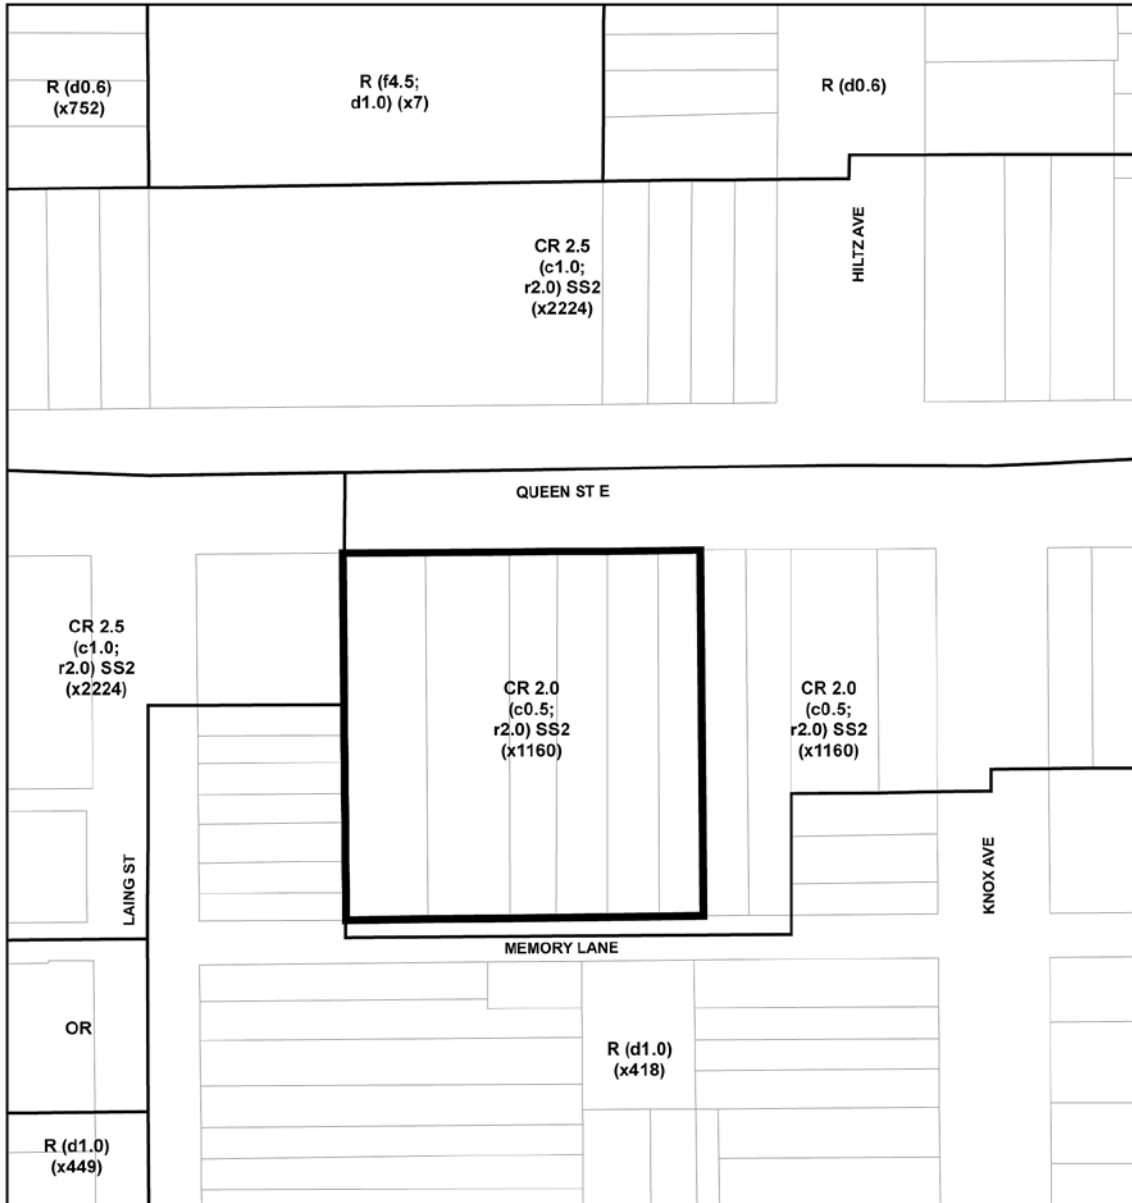 R (d0.6)
(x752)
R (f4.5;
d1.0) (x7)
R (d0.6)
CR 2.5
(c1.0;
r2.0) SS2
(x2224)
HILTZ AVE
QUEEN ST E
CR 2.5
(c1.0;
r2.0) SS2
(x2224)
CR 2.0
(c0.5;
r2.0) SS2
(x1160)
CR 2.0
(c0.5;
r2.0) SS2
(x1160)
LAING ST
KNOX AVE
MEMORY LANE
OR
R (d1.0)
(x418)
R (d1.0)
(x449)